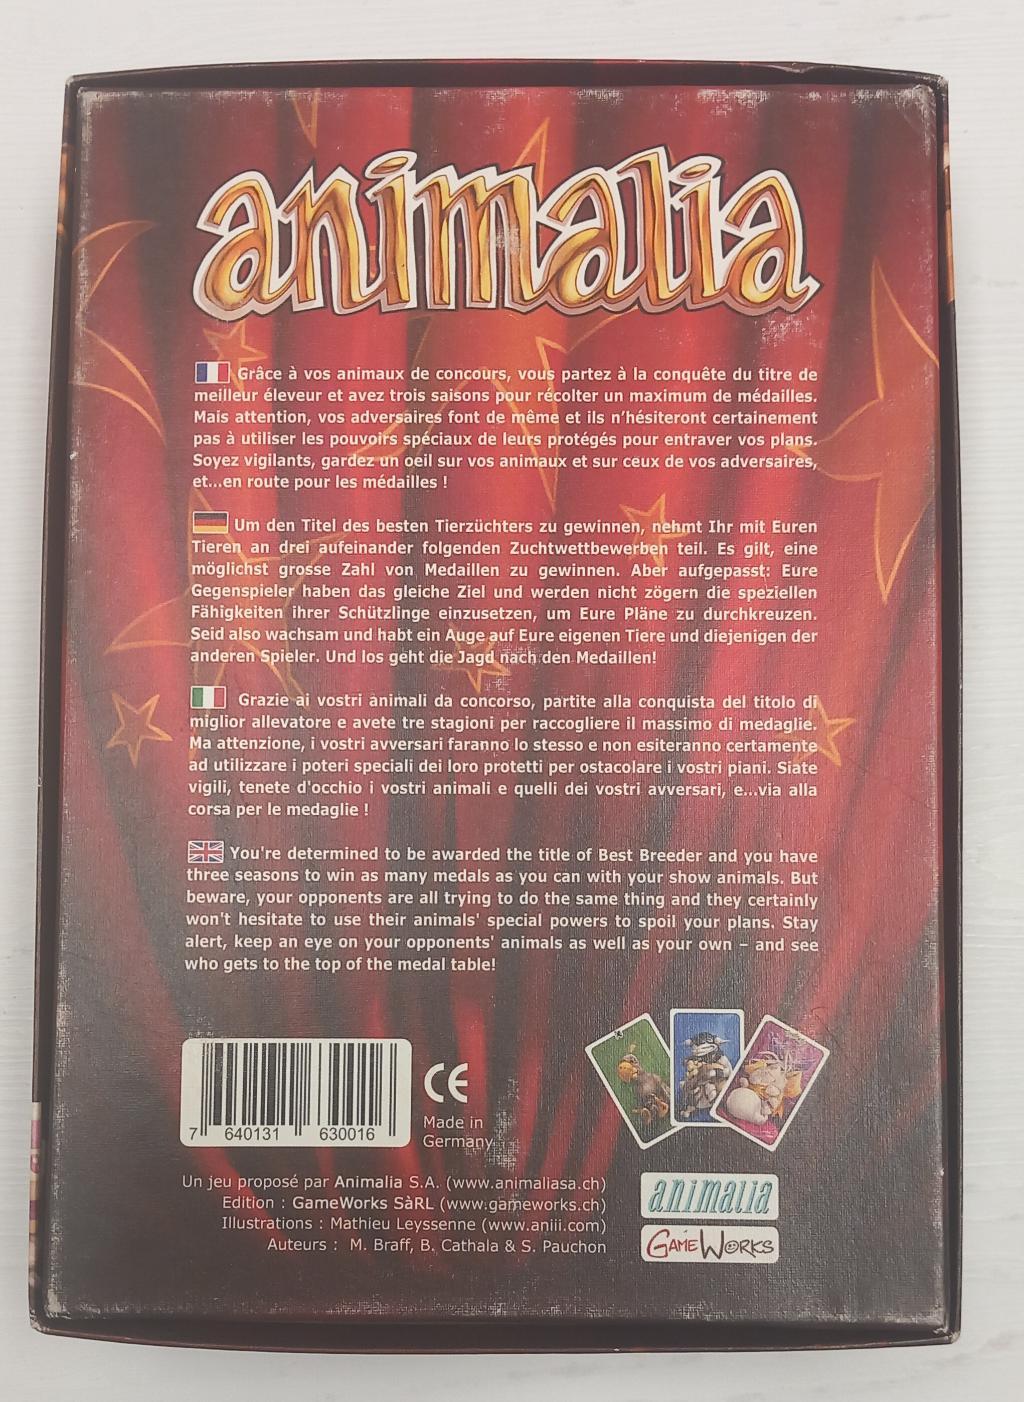 animalia
Grâce à vos animaux de concours, vous partez à la conquête du titre de
meilleur éleveur et avez trois saisons pour récolter un maximum de médailles.
Mais attention, vos adversaires font de même et ils n'hésiteront certainement
pas à utiliser les pouvoirs spéciaux de leurs protégés pour entraver vos plans.
Soyez vigilants, gardez un oeil sur vos animaux et sur ceux de vos adversaires,
et...en route pour les médailles !
Um den Titel des besten Tierzüchters zu gewinnen, nehmt Ihr mit Euren
Tieren an drei aufeinander folgenden Zuchtwettbewerben teil. Es gilt, eine
möglichst grosse Zahl von Medaillen zu gewinnen. Aber aufgepasst: Eure
Gegenspieler haben das gleiche Ziel und werden nicht zögern die speziellen
Fähigkeiten ihrer Schützlinge einzusetzen, um Eure Pläne zu durchkreuzen.
Seid also wachsam und habt ein Auge auf Eure eigenen Tiere und diejenigen der
anderen Spieler. Und los geht die Jagd nach den Medaillen!
Grazie ai vostri animali da concorso, partite alla conquista del titolo di
miglior allevatore e avete tre stagioni per raccogliere il massimo di medaglie.
Ma attenzione, i vostri avversari faranno lo stesso e non esiteranno certamente
ad utilizzare i poteri speciali dei loro protetti per ostacolare i vostri piani. Siate
vigili, tenete d'occhio i vostri animali e quelli dei vostri avversari, e...via alla
corsa per le medaglie !
You're determined to be awarded the title of Best Breeder and you have
three seasons to win as many medals as you can with your show animals. But
beware, your opponents are all trying to do the same thing and they certainly
won't hesitate to use their animals' special powers to spoil your plans. Stay
alert, keep an eye on your opponents' animals as well as your own – and see
who gets to the top of the medal table!
7 640131 630016
CE
Made in
Germany
Un jeu proposé par Animalia S.A. (www.animaliasa.ch)
Edition : GameWorks SàRL (www.gameworks.ch)
Illustrations : Mathieu Leyssenne (www.aniii.com)
Auteurs : M. Braff, B. Cathala & S. Pauchon
animalia
GAMEWORKS